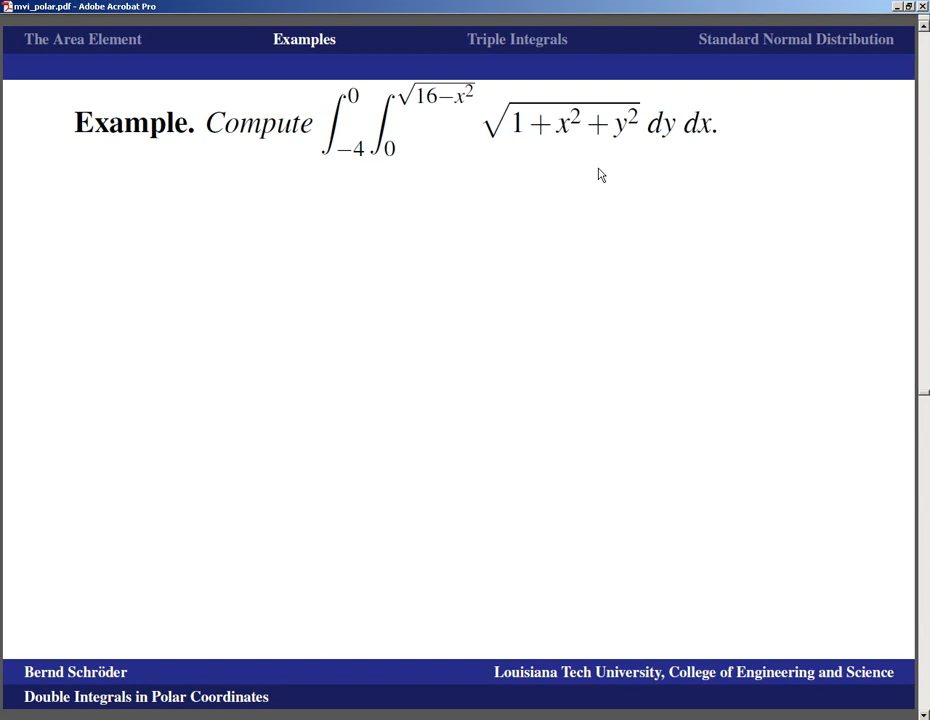 mvi_polar.pdf - Adobe Acrobat Pro
The Area Element Examples Triple Integrals Standard Normal Distribution
Example. Compute ∫_{−4}^{0} ∫_{0}^{√(16−x²)} √(1+x²+y²) dy dx.
Bernd Schröder Louisiana Tech University, College of Engineering and Science
Double Integrals in Polar Coordinates